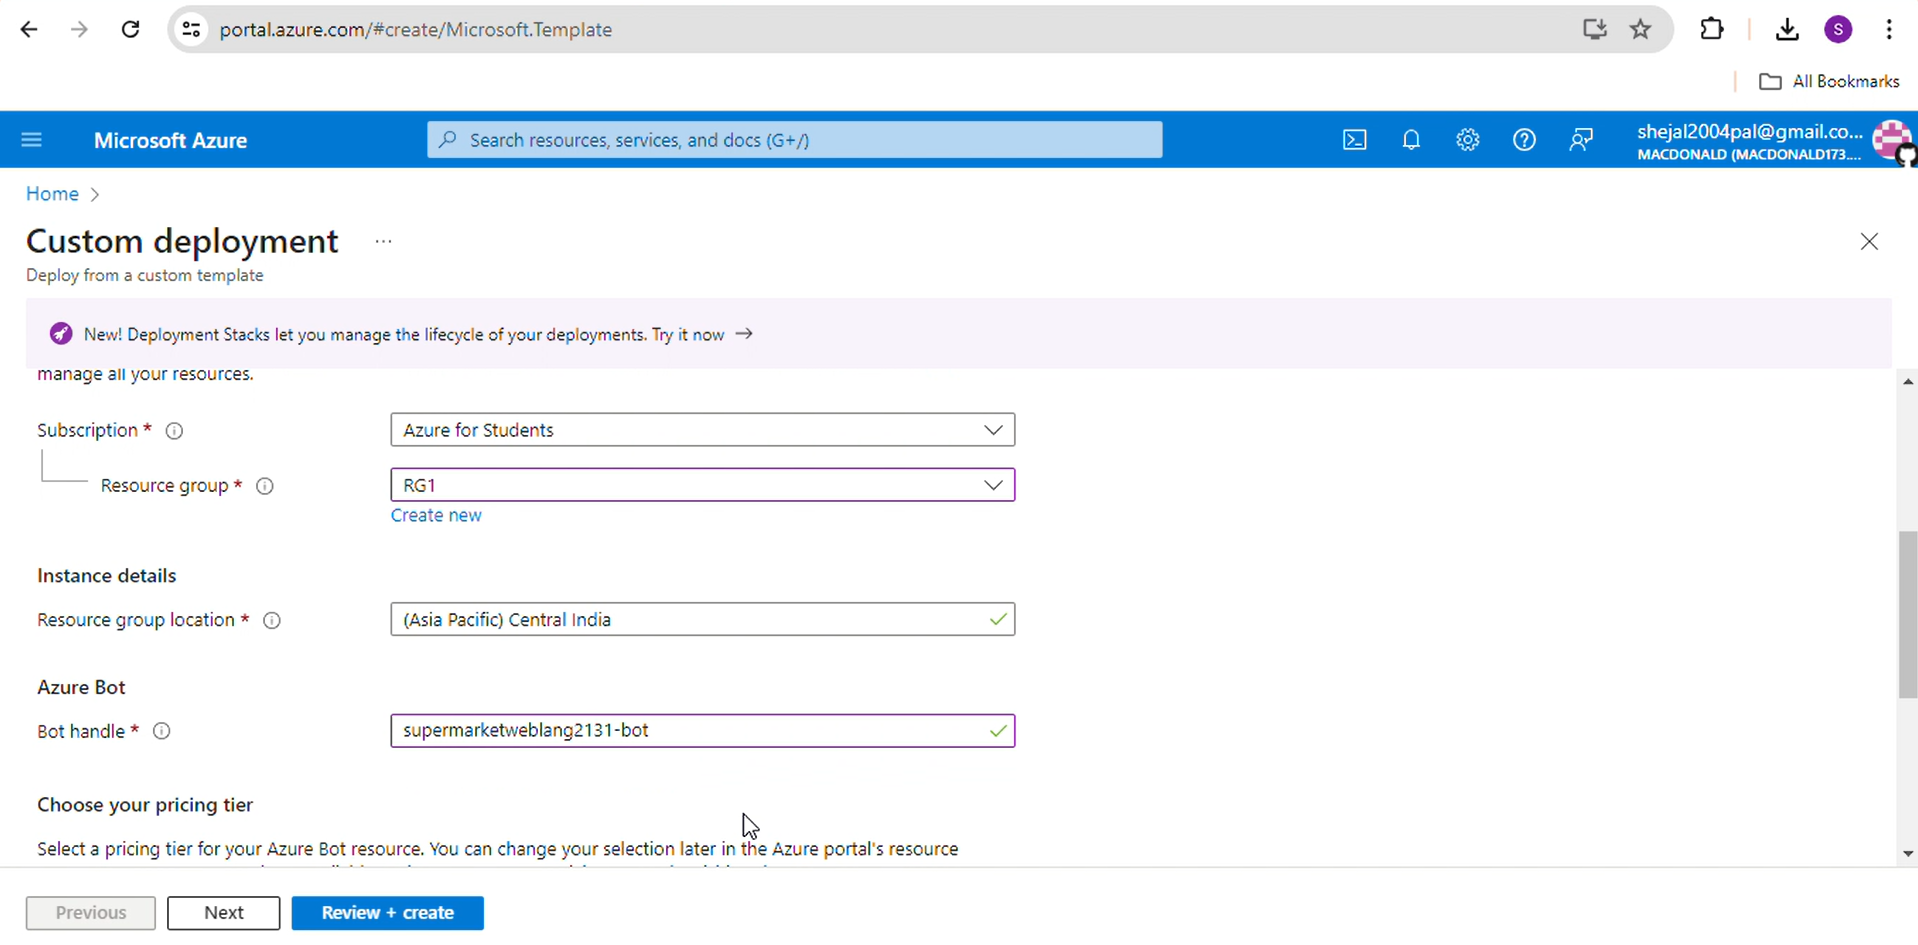 portal.azure.com/#create/Microsoft.Template
S
All Bookmarks
Microsoft Azure
Search resources, services, and docs (G+/)
shejal2004pal@gmail.co...
MACDONALD (MACDONALD173....
Home
Custom deployment
Deploy from a custom template
New! Deployment Stacks let you manage the lifecycle of your deployments. Try it now →
manage all your resources.
Subscription *
Azure for Students
Resource group *
RG1
Create new
Instance details
Resource group location *
(Asia Pacific) Central India
Azure Bot
Bot handle *
supermarketweblang2131-bot
Choose your pricing tier
Select a pricing tier for your Azure Bot resource. You can change your selection later in the Azure portal's resource
Previous
Next
Review + create